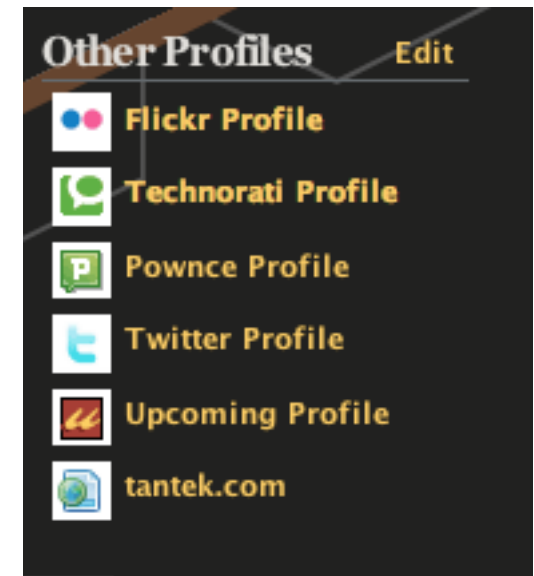 Other Profiles Edit
Flickr Profile
Technorati Profile
P Pownce Profile
t Twitter Profile
Upcoming Profile
tantek.com